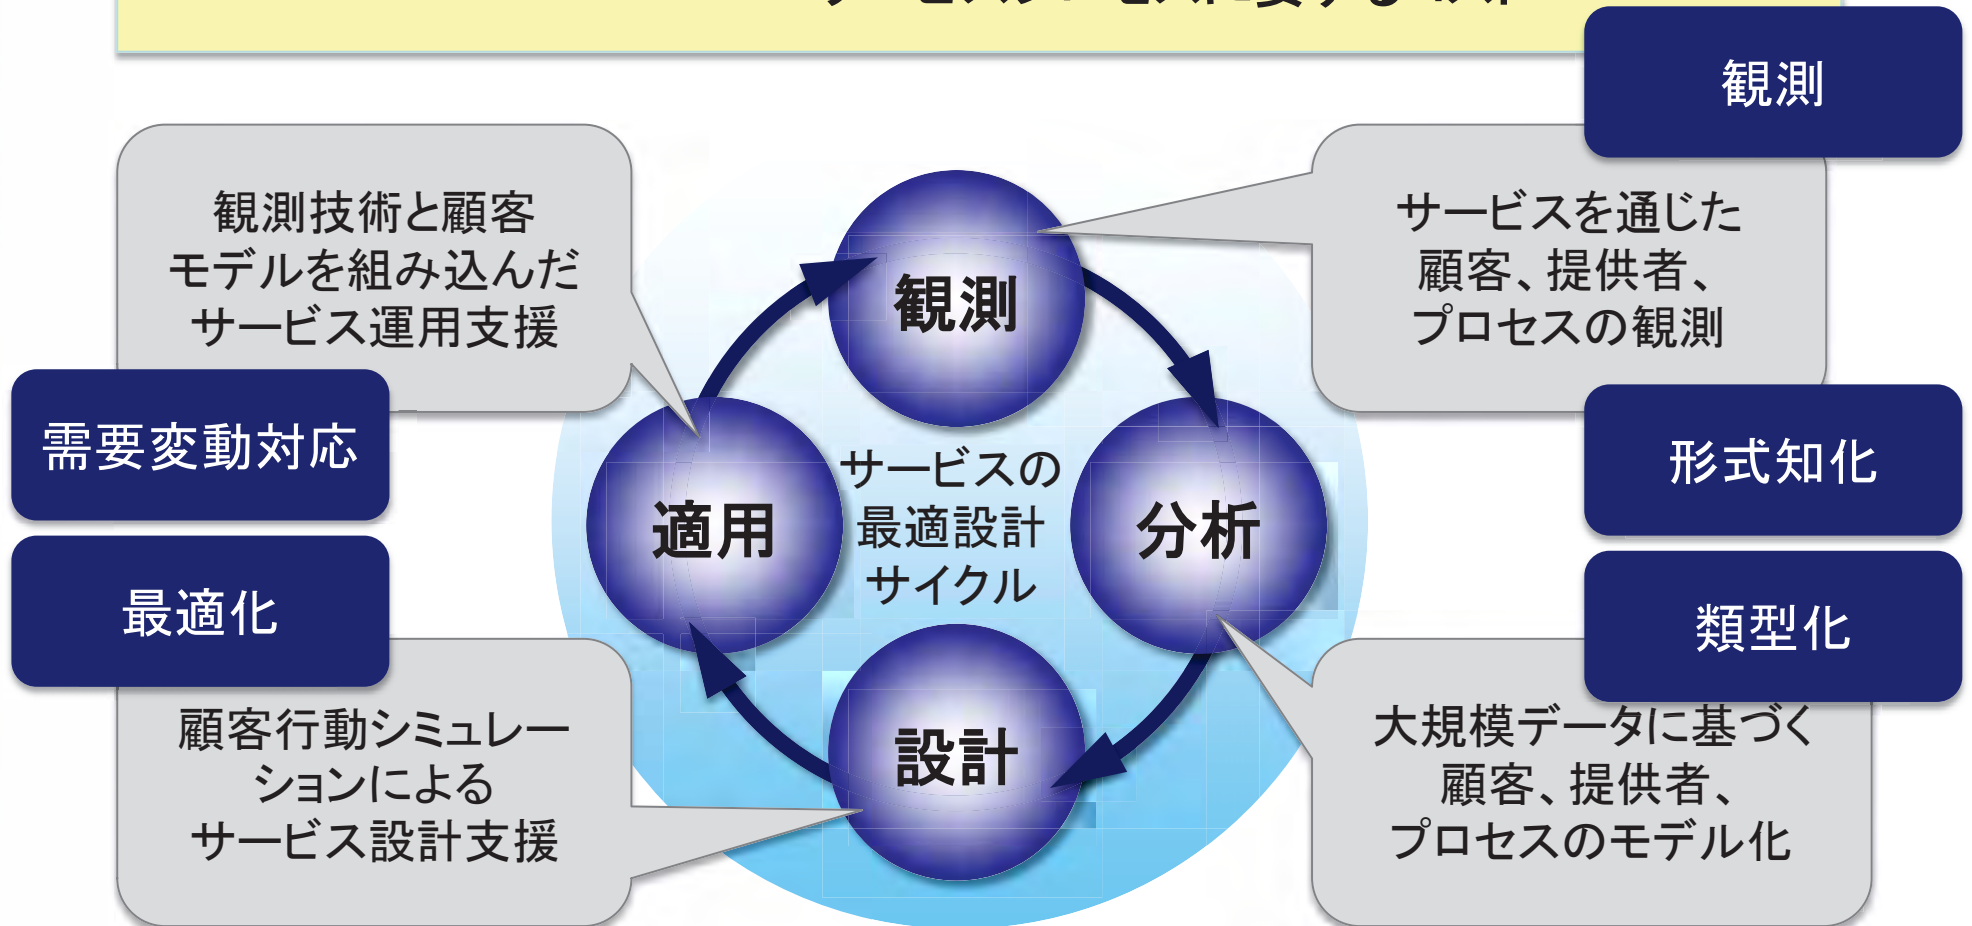 観測
観測技術と顧客
モデルを組み込んだ
サービス運用支援
サービスを通じた
顧客、提供者、
プロセスの観測
観測
需要変動対応
形式知化
サービスの
最適設計
サイクル
適用
分析
最適化
類型化
顧客行動シミュレー
ションによる
サービス設計支援
設計
大規模データに基づく
顧客、提供者、
プロセスのモデル化